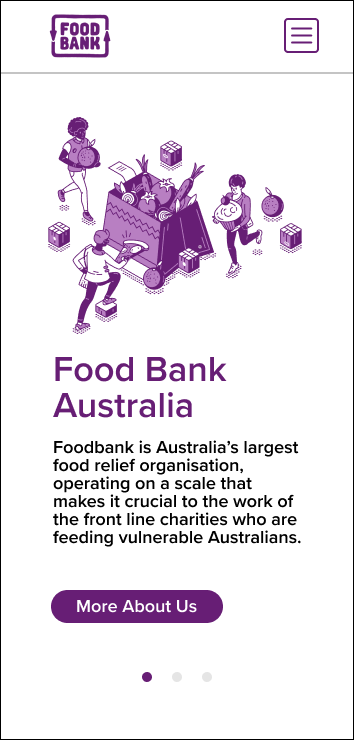 FOOD
BANK
Food Bank
Australia
Foodbank is Australia’s largest
food relief organisation,
operating on a scale that
makes it crucial to the work of
the front line charities who are
feeding vulnerable Australians.
More About Us